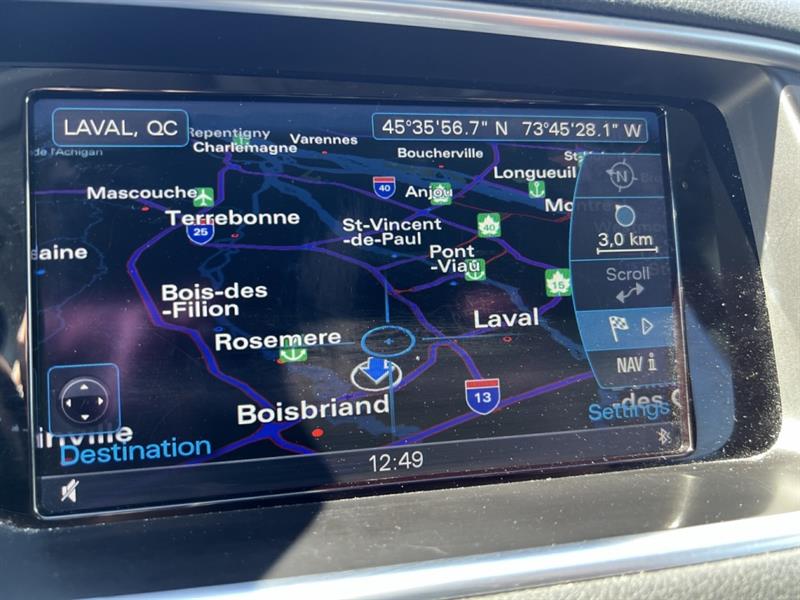 LAVAL, QC
45°35'56.7" N 73°45'28.1" W
Repentigny
de l'Achigan
Charlemagne
Varennes
Boucherville
Longueuil
N
Mascouche
40
Anjou
Terrebonne
25
St-Vincent
-de-Paul
40
3,0 km
Pont
-Viau
Scroll
15
Bois-des
-Filion
Laval
Rosemere
NAV i
13
Boisbriand
Settings
Destination
12:49